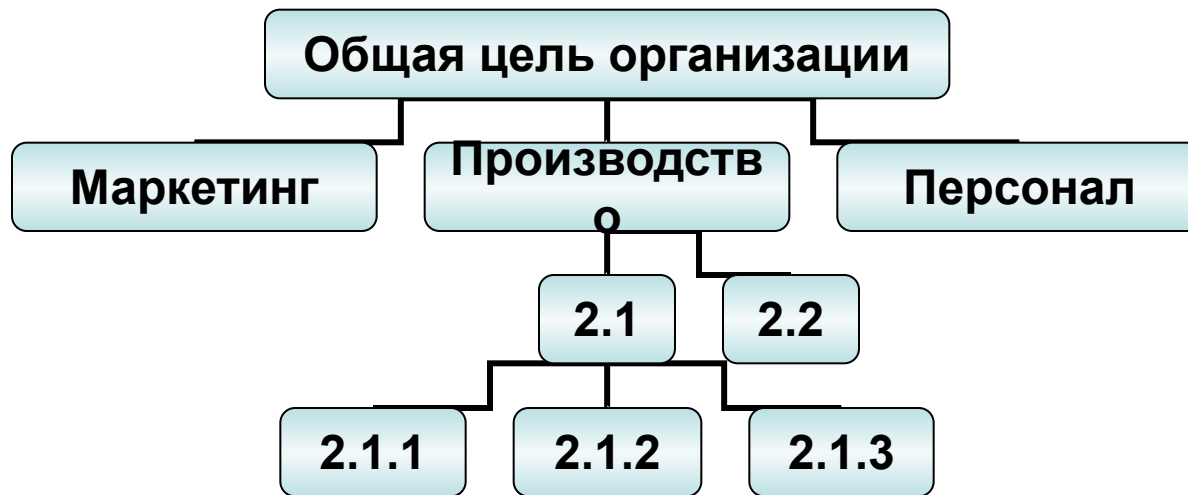 Общая цель организации
Маркетинг
Производств
о
Персонал
2.1
2.2
2.1.1
2.1.2
2.1.3